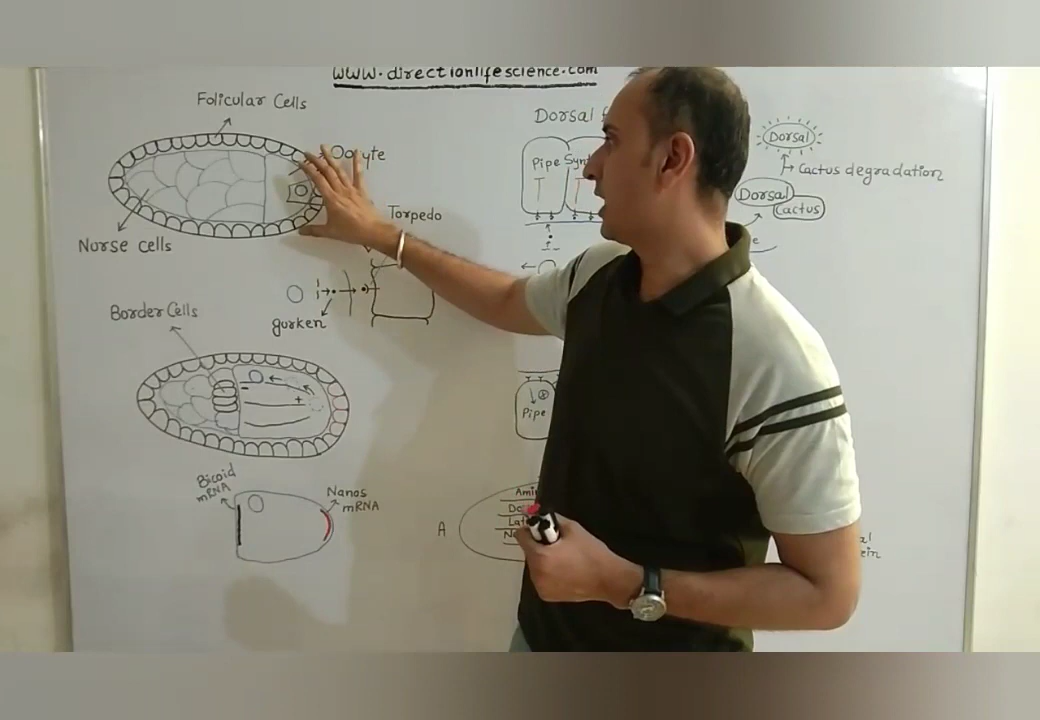 www.directionlifescience.com
Folicular Cells
Oocyte
Nurse cells
Torpedo
gurken
Border Cells
-
+
Bicoid
mRNA
Nanos
mRNA
Dorsal
Pipe
Dorsal
Cactus degradation
Dorsal
Cactus
Pipe
A